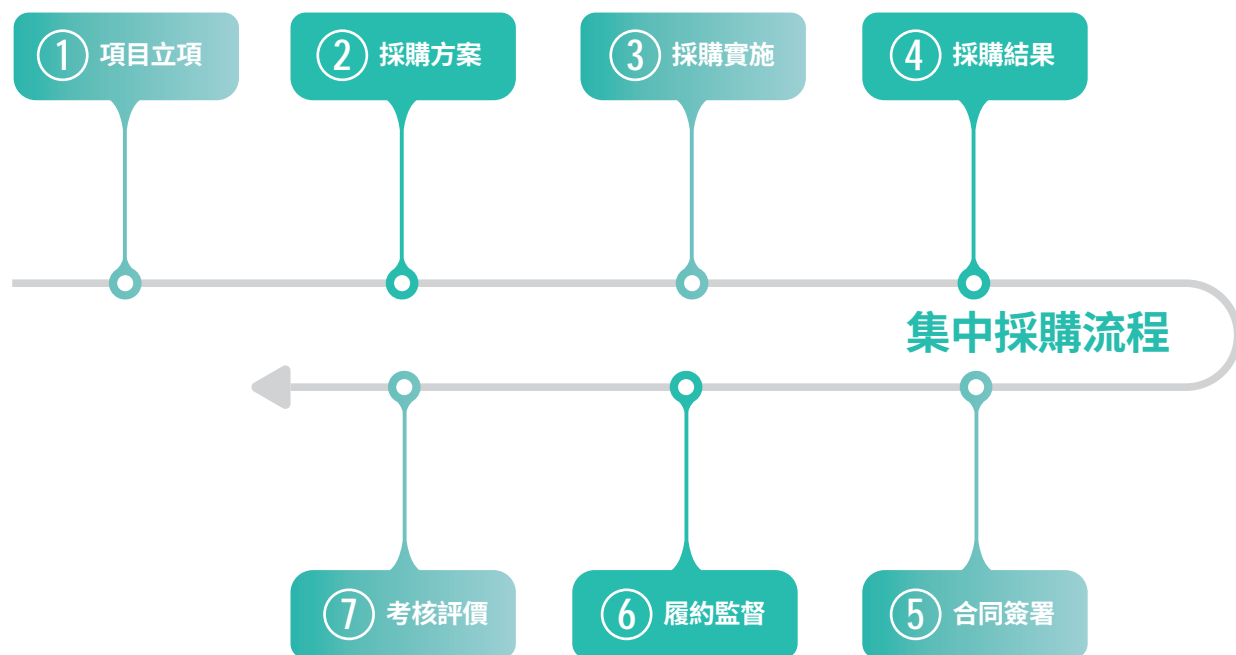 ① 項目立項
② 採購方案
③ 採購實施
④ 採購結果
集中採購流程
⑤ 合同簽署
⑥ 履約監督
⑦ 考核評價